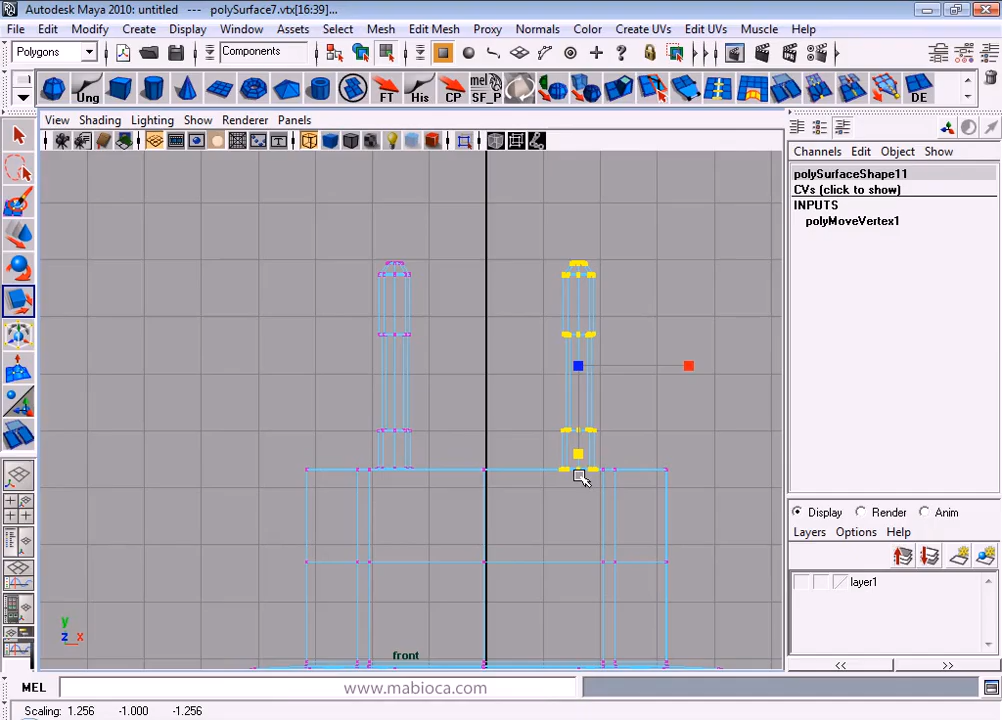 Autodesk Maya 2010: untitled --- polySurface7.vtx[16:39]...
File Edit Modify Create Display Window Assets Select Mesh Edit Mesh Proxy Normals Color Create UVs Edit UVs Muscle Help
Polygons Components
Ung FT His CP mel SF_P DE
View Shading Lighting Show Renderer Panels
Channels Edit Object Show
polySurfaceShape11
CVs (click to show)
INPUTS
polyMoveVertex1
Display Render Anim
Layers Options Help
layer1
y
z x
front
<< >>
MEL www.mabioca.com
Scaling: 1.256 -1.000 -1.256